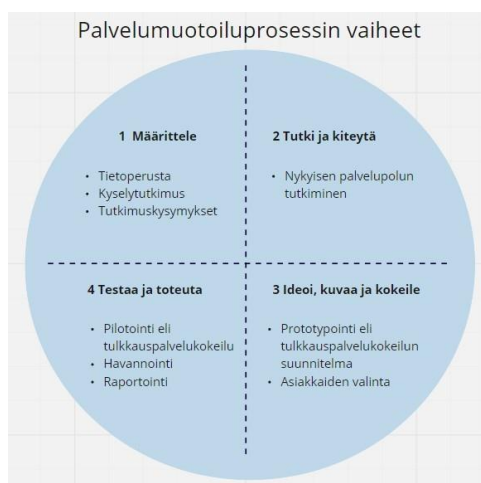 Palvelumuotoiluprosessin vaiheet
1 Määrittele
• Tietoperusta
• Kyselytutkimus
• Tutkimuskysymykset
2 Tutki ja kiteytä
• Nykyisen palvelupolun
tutkiminen
4 Testaa ja toteuta
• Pilotointi eli
tulkkauspalvelukokeilu
• Havannointi
• Raportointi
3 Ideoi, kuvaa ja kokeile
• Prototypointi eli
tulkkauspalvelukokeilun
suunnitelma
• Asiakkaiden valinta